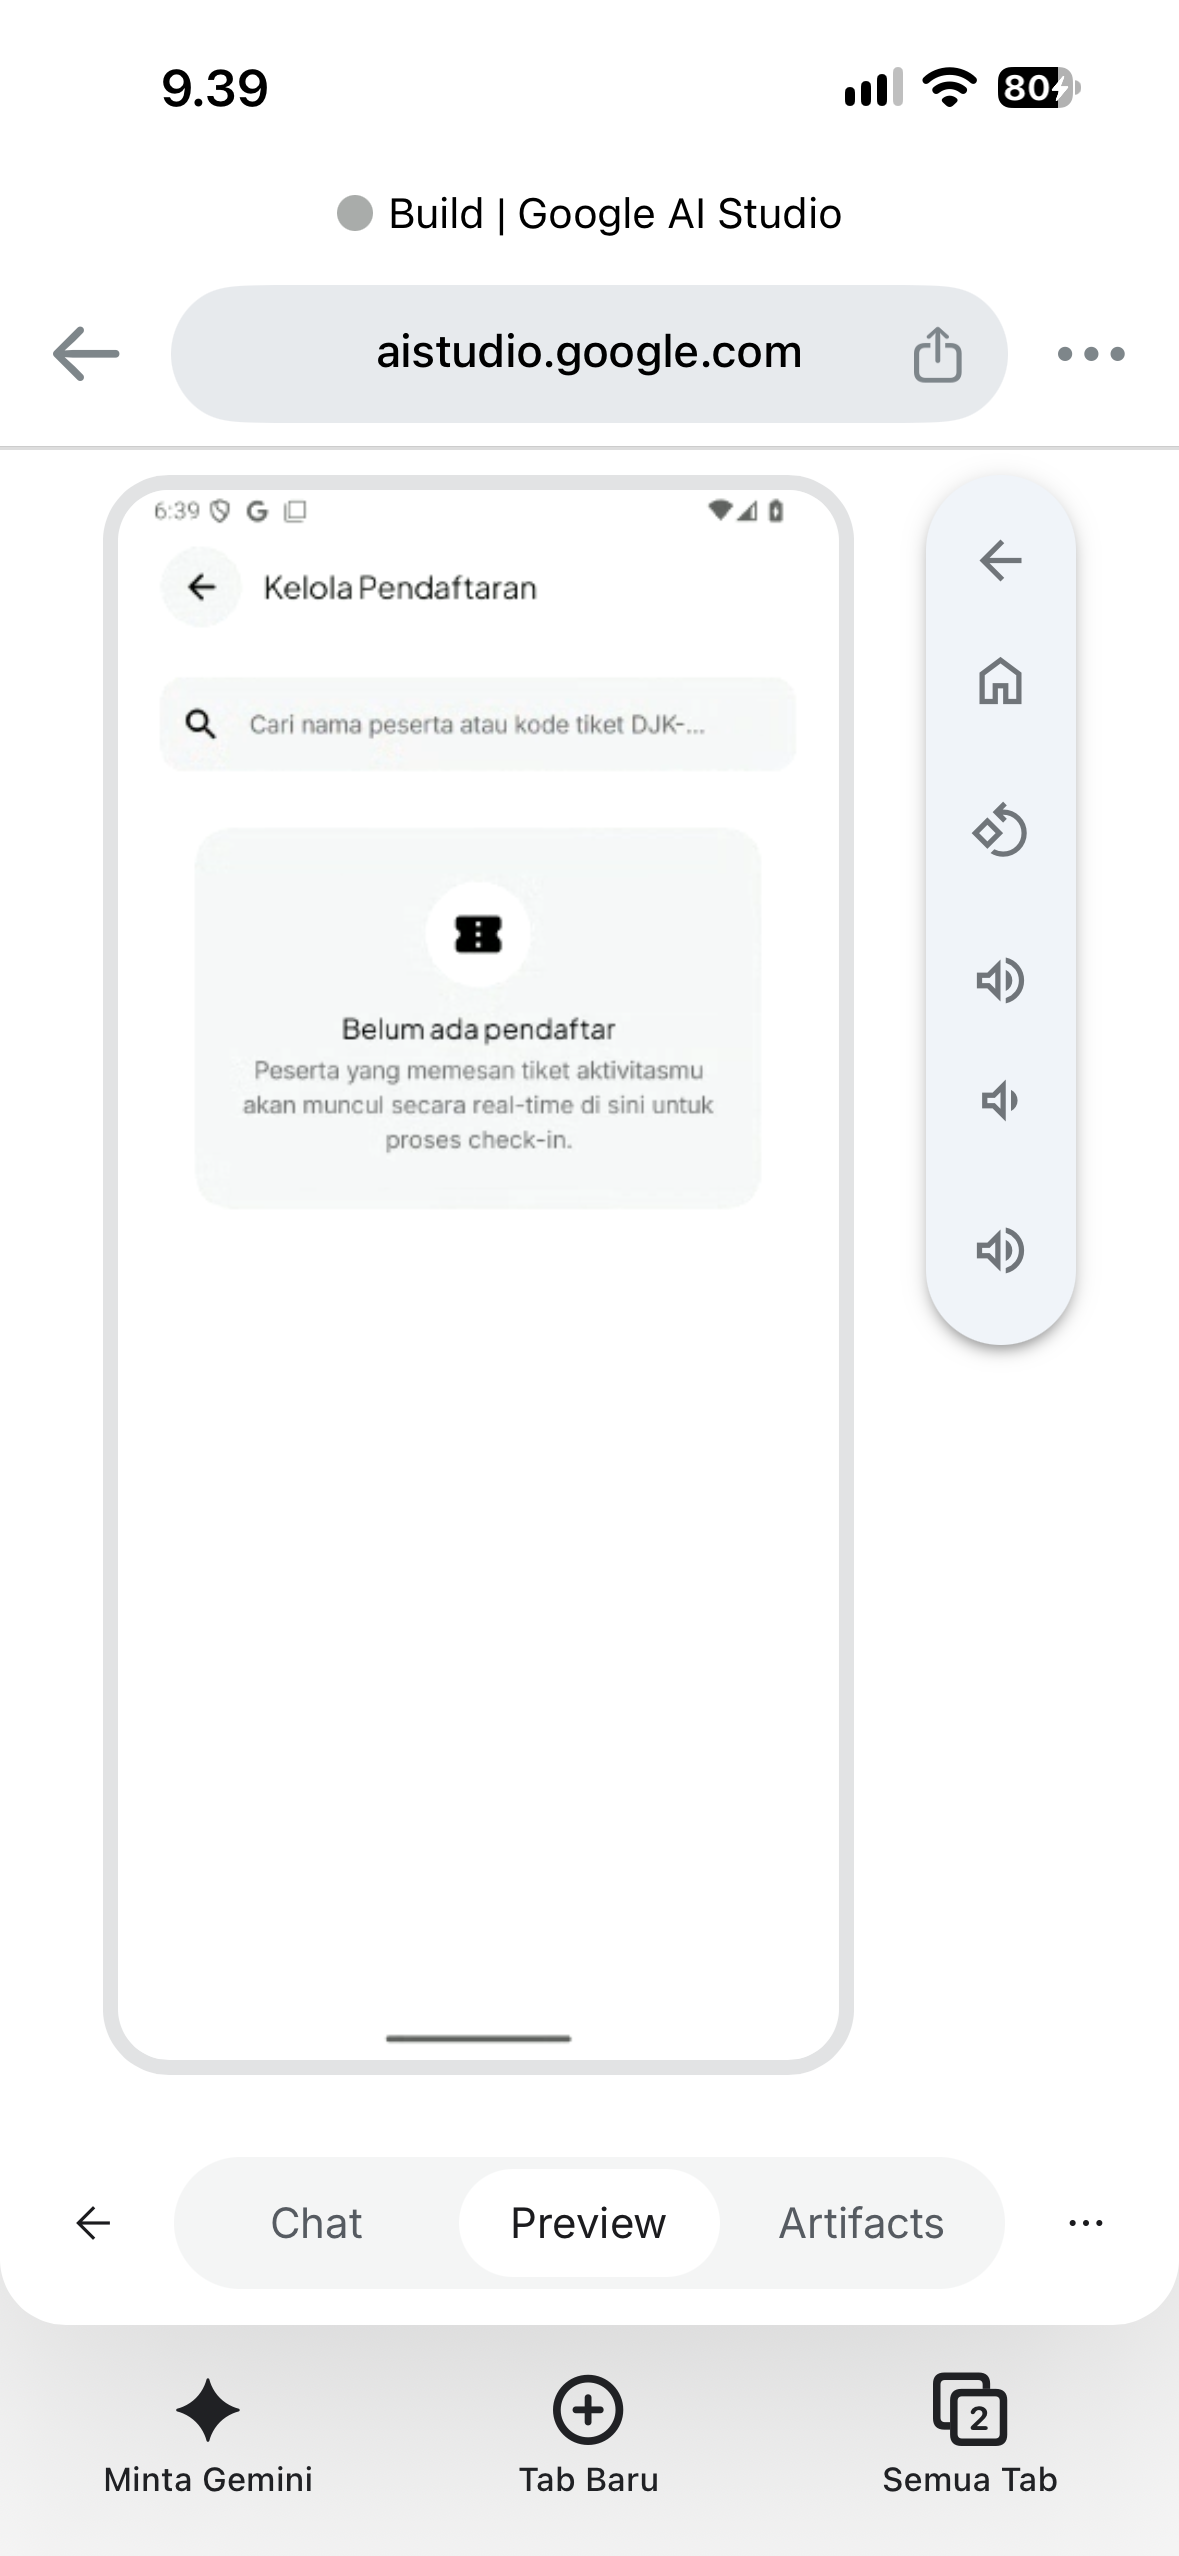 9.39
80
Build | Google AI Studio
aistudio.google.com
6:39
G
Kelola Pendaftaran
Cari nama peserta atau kode tiket DJK-...
Belum ada pendaftar
Peserta yang memesan tiket aktivitasmu
akan muncul secara real-time di sini untuk
proses check-in.
Chat
Preview
Artifacts
Minta Gemini
Tab Baru
2
Semua Tab